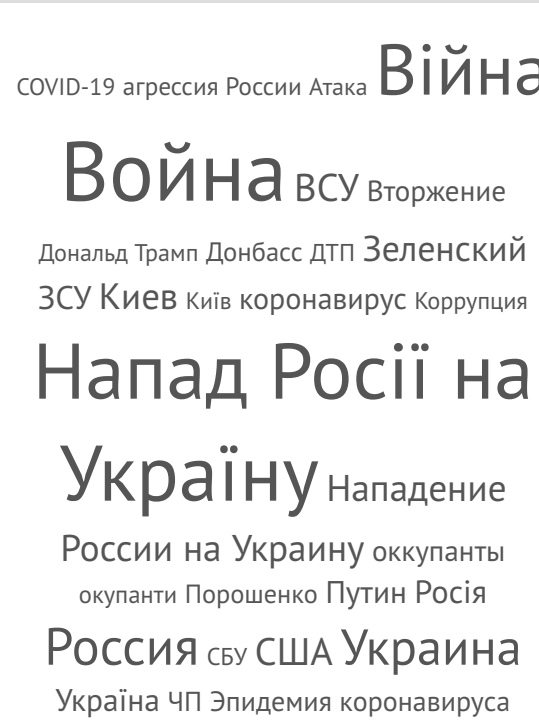 COVID-19 агрессия России Атака Війна
Война ВСУ Вторжение
Дональд Трамп Донбасс ДТП Зеленский
ЗСУ Киев Київ коронавирус Коррупция
Напад Росії на
Україну Нападение
России на Украину оккупанты
окупанти Порошенко Путин Росія
Россия СБУ США Украина
Україна ЧП Эпидемия коронавируса